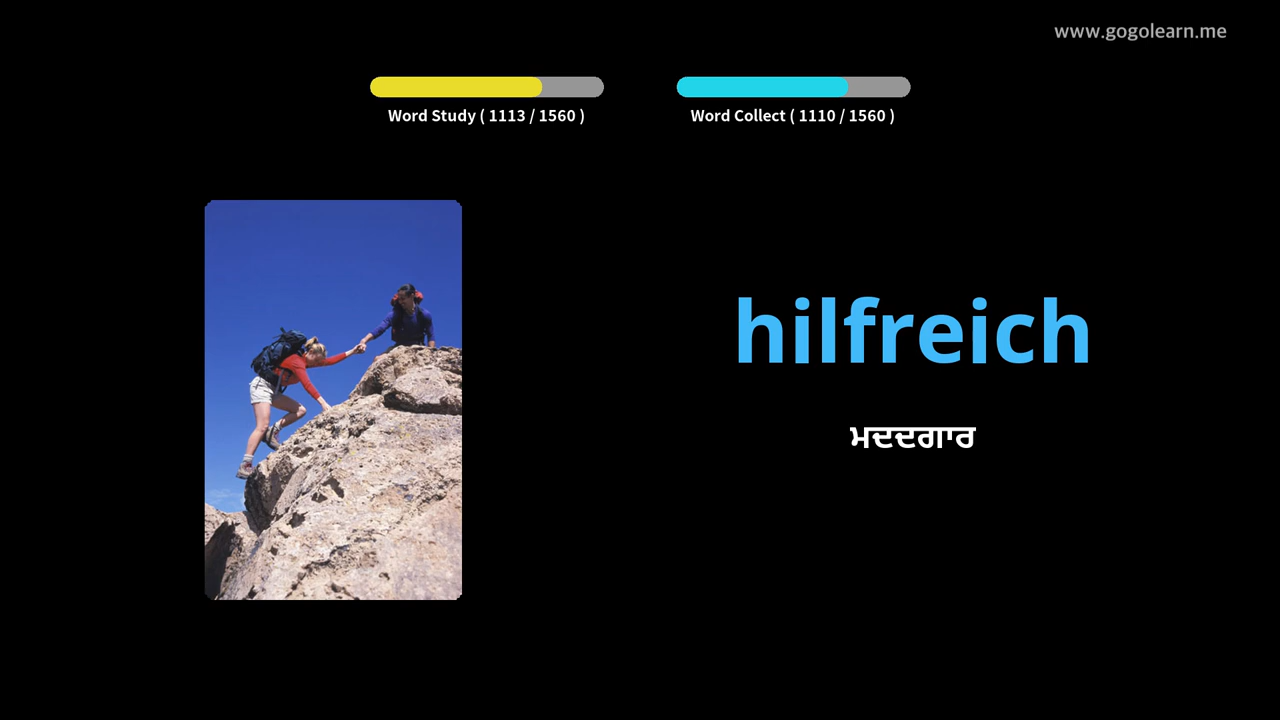 www.gogolearn.me
Word Study ( 1113 / 1560 )
Word Collect ( 1110 / 1560 )
hilfreich
ਮਦਦਗਾਰ